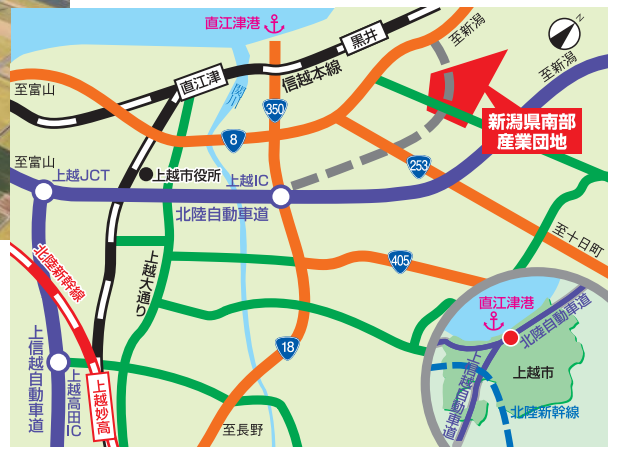 直江津港
黒井
至新潟
N
直江津
信越本線
至富山
関川
350
8
至新潟
新潟県南部
産業団地
至富山
上越JCT
上越市役所
上越IC
253
北陸自動車道
至十日町
北陸新幹線
上越大通り
405
直江津港
北陸自動車道
18
上信越自動車道
上越高田IC
上越妙高
至長野
上越市
上信越自動車道
北陸新幹線